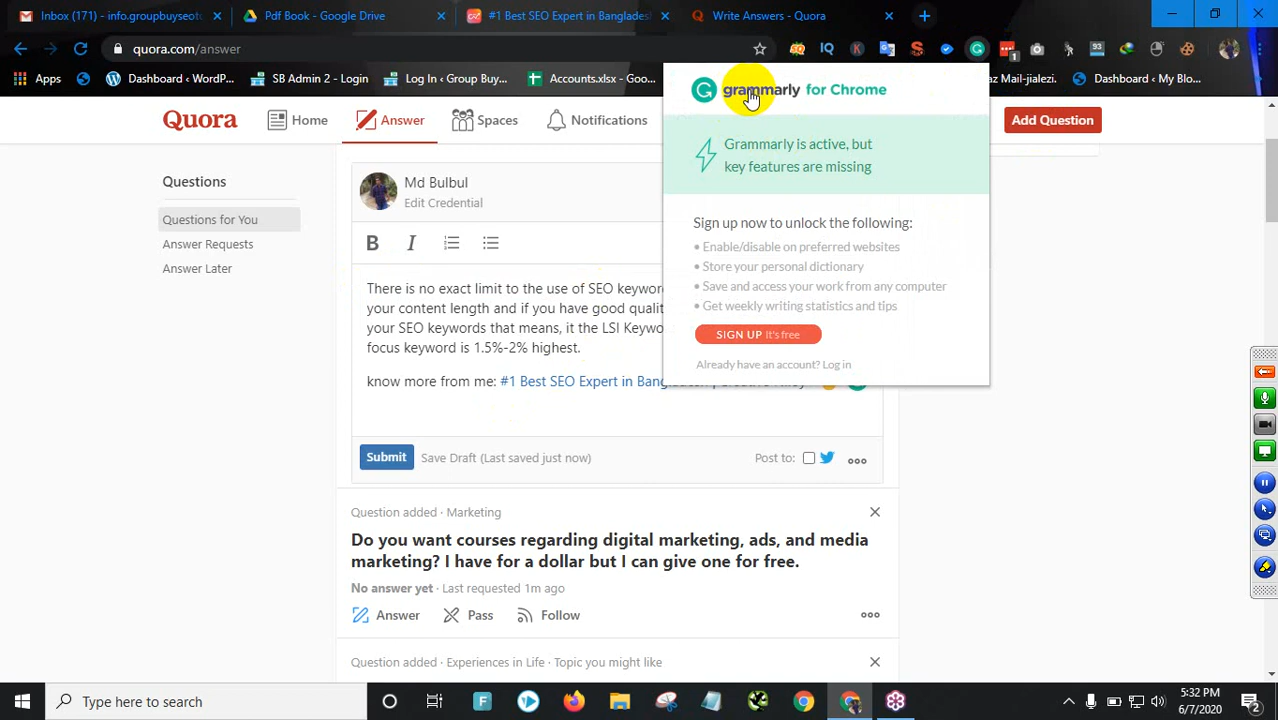 Inbox (171) - info.groupbuyseoto
Pdf Book - Google Drive
#1 Best SEO Expert in Banglades
Write Answers - Quora
quora.com/answer
IQ
K
S
1
93
Apps
Dashboard ‹ WordP...
SB Admin 2 - Login
Log In ‹ Group Buy...
Accounts.xlsx - Goo...
az Mail-jialezi.
Dashboard ‹ My Blo...
grammarly for Chrome
Grammarly is active, but
key features are missing
Sign up now to unlock the following:
• Enable/disable on preferred websites
• Store your personal dictionary
• Save and access your work from any computer
• Get weekly writing statistics and tips
SIGN UP It's free
Already have an account? Log in
Quora
Home
Answer
Spaces
Notifications
Add Question
Questions
Questions for You
Answer Requests
Answer Later
Md Bulbul
Edit Credential
B I
There is no exact limit to the use of SEO keywor
your content length and if you have good quali
your SEO keywords that means, it the LSI Keywo
focus keyword is 1.5%-2% highest.
know more from me: #1 Best SEO Expert in Bang
Submit
Save Draft (Last saved just now)
Post to:
Question added · Marketing
Do you want courses regarding digital marketing, ads, and media
marketing? I have for a dollar but I can give one for free.
No answer yet · Last requested 1m ago
Answer
Pass
Follow
Question added · Experiences in Life · Topic you might like
Type here to search
F
5:32 PM
6/7/2020
2